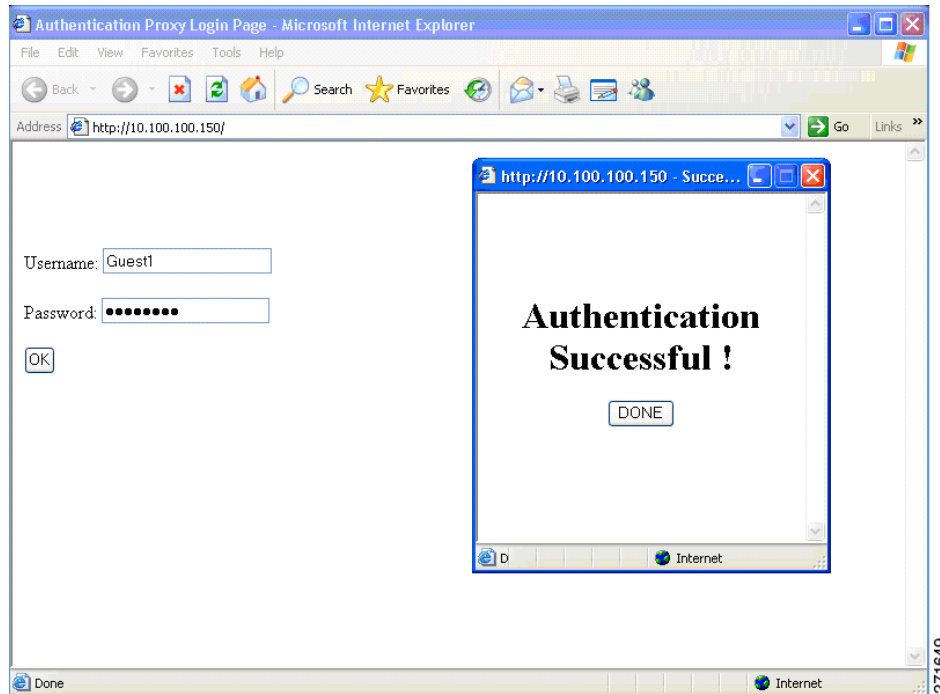 Authentication Proxy Login Page - Microsoft Internet Explorer
File Edit View Favorites Tools Help
Back Search Favorites
Address http://10.100.100.150/ Go Links »
http://10.100.100.150 - Succe...
Username: Guest1
Password: ••••••••
OK
Authentication
Successful !
DONE
D Internet
Done Internet
271649